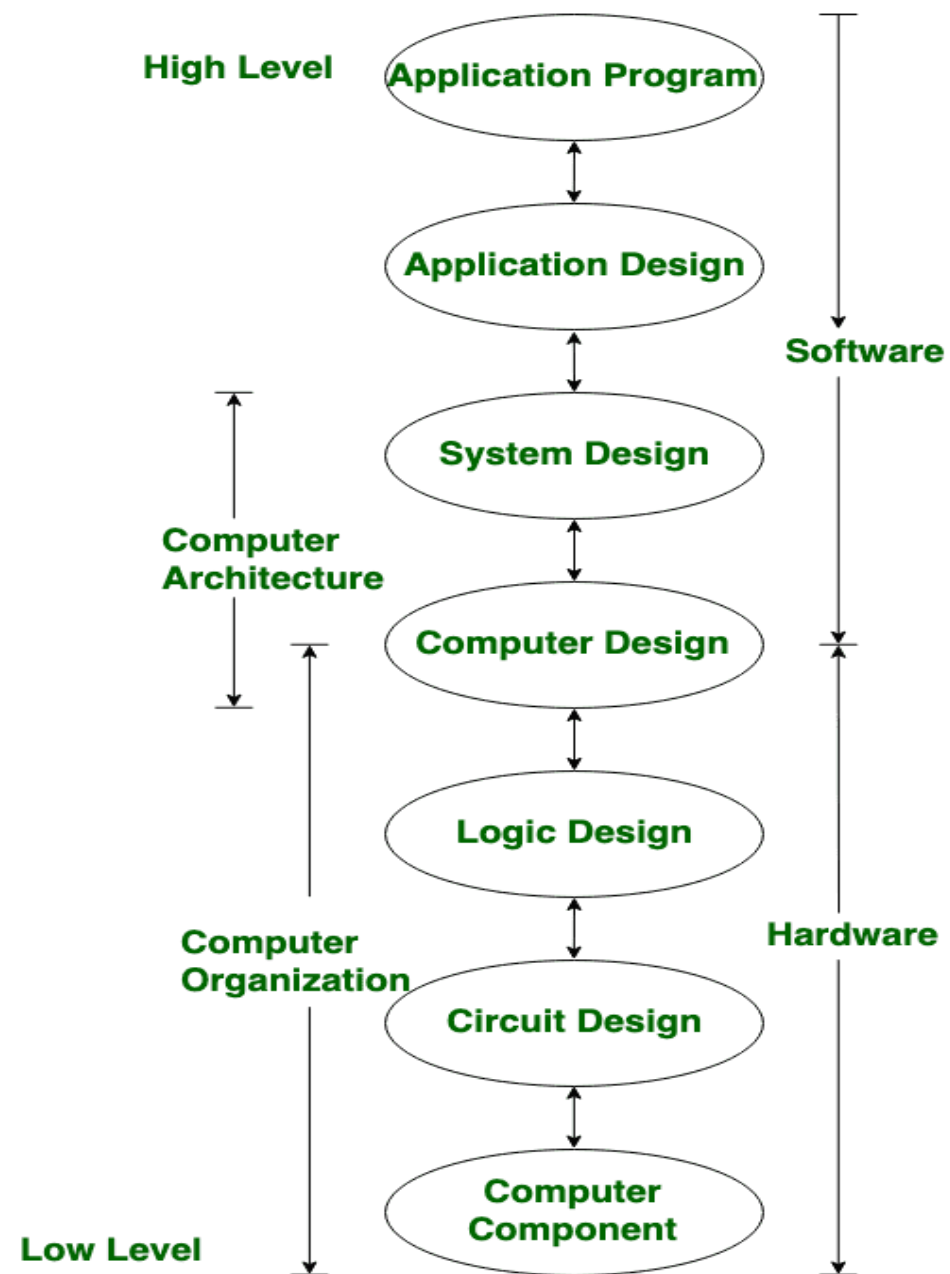 High Level
Application Program
Application Design
Software
System Design
Computer
Architecture
Computer Design
Logic Design
Computer
Organization
Hardware
Circuit Design
Computer
Component
Low Level